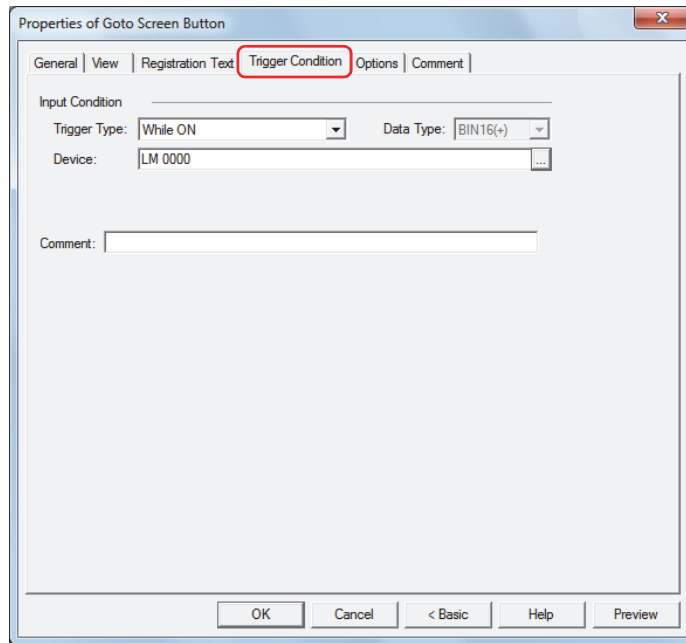 Properties of Goto Screen Button
x
General View Registration Text Trigger Condition Options Comment
Input Condition
Trigger Type: While ON Data Type: BIN16(+)
Device: LM 0000 ...
Comment:
OK Cancel < Basic Help Preview